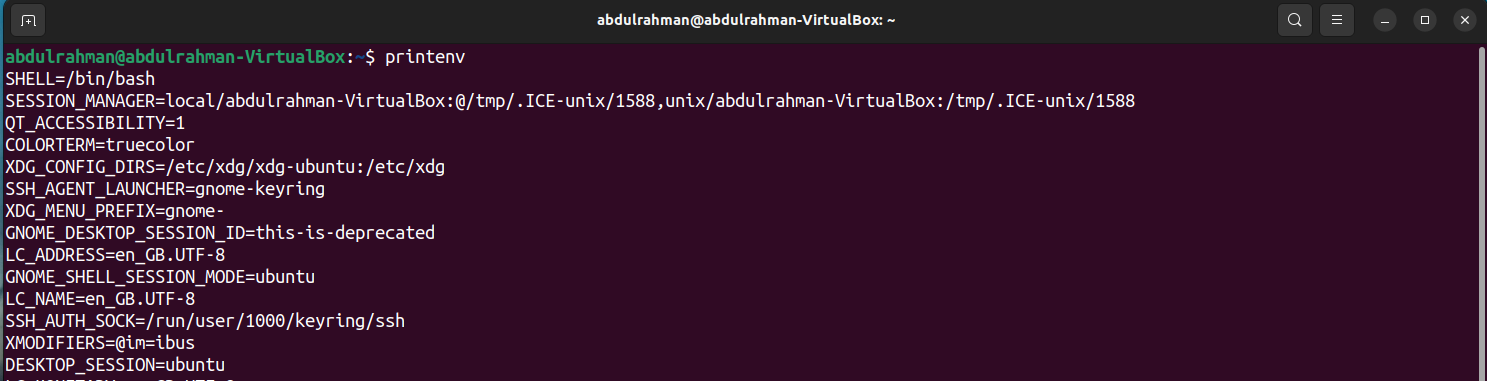 abdulrahman@abdulrahman-VirtualBox: ~
abdulrahman@abdulrahman-VirtualBox:~$ printenv
SHELL=/bin/bash
SESSION_MANAGER=local/abdulrahman-VirtualBox:@/tmp/.ICE-unix/1588,unix/abdulrahman-VirtualBox:/tmp/.ICE-unix/1588
QT_ACCESSIBILITY=1
COLORTERM=truecolor
XDG_CONFIG_DIRS=/etc/xdg/xdg-ubuntu:/etc/xdg
SSH_AGENT_LAUNCHER=gnome-keyring
XDG_MENU_PREFIX=gnome-
GNOME_DESKTOP_SESSION_ID=this-is-deprecated
LC_ADDRESS=en_GB.UTF-8
GNOME_SHELL_SESSION_MODE=ubuntu
LC_NAME=en_GB.UTF-8
SSH_AUTH_SOCK=/run/user/1000/keyring/ssh
XMODIFIERS=@im=ibus
DESKTOP_SESSION=ubuntu